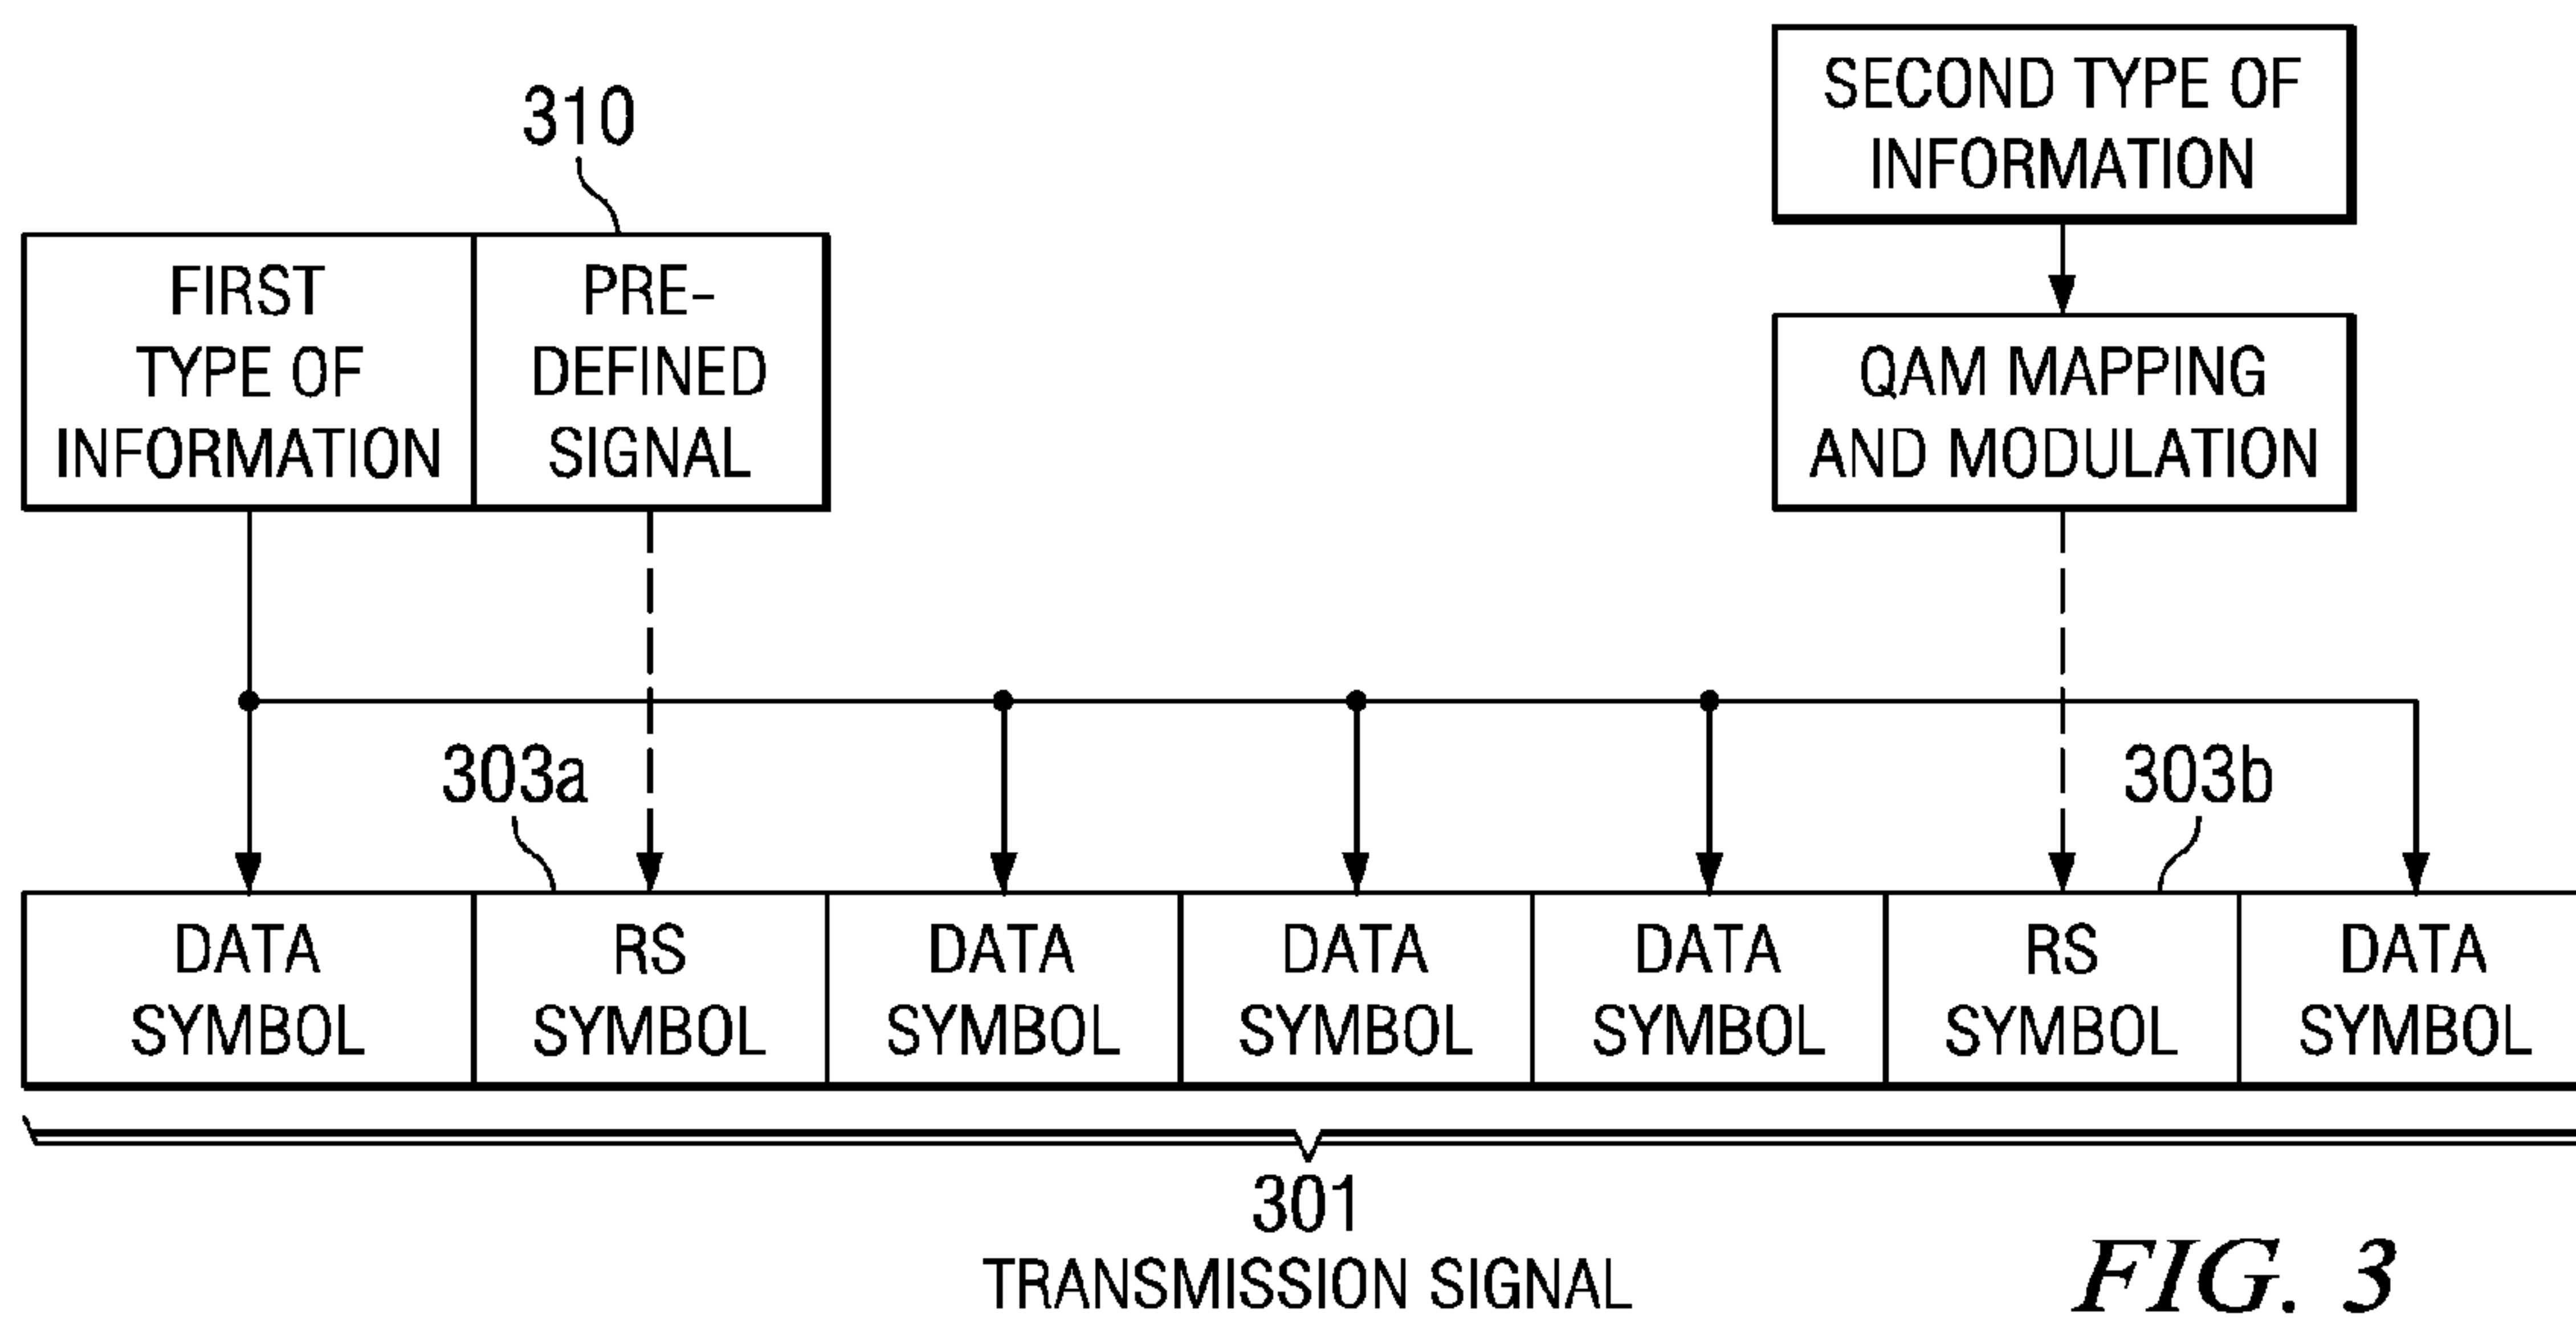 310
FIRST
TYPE OF
INFORMATION
PRE-
DEFINED
SIGNAL
SECOND TYPE OF
INFORMATION
QAM MAPPING
AND MODULATION
303a
303b
DATA
SYMBOL
RS
SYMBOL
DATA
SYMBOL
DATA
SYMBOL
DATA
SYMBOL
RS
SYMBOL
DATA
SYMBOL
301
TRANSMISSION SIGNAL
FIG. 3